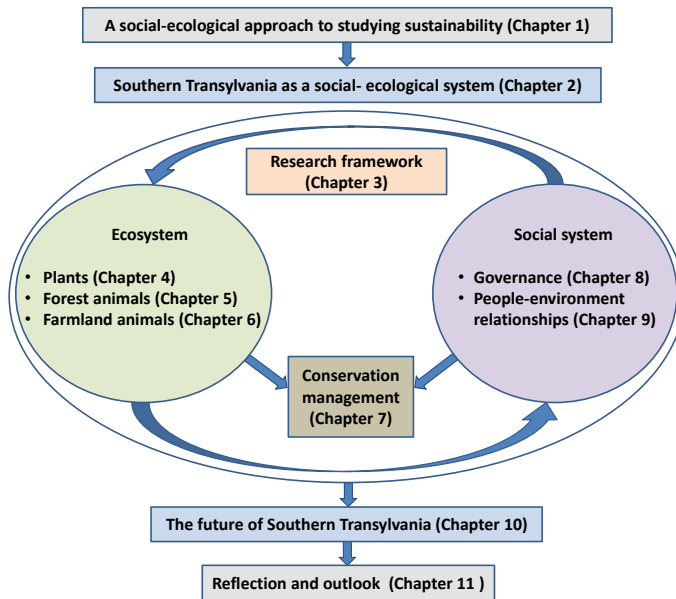 A social-ecological approach to studying sustainability (Chapter 1)
Southern Transylvania as a social- ecological system (Chapter 2)
Research framework
(Chapter 3)
Ecosystem
• Plants (Chapter 4)
• Forest animals (Chapter 5)
• Farmland animals (Chapter 6)
Social system
• Governance (Chapter 8)
• People-environment
relationships (Chapter 9)
Conservation
management
(Chapter 7)
The future of Southern Transylvania (Chapter 10)
Reflection and outlook (Chapter 11 )